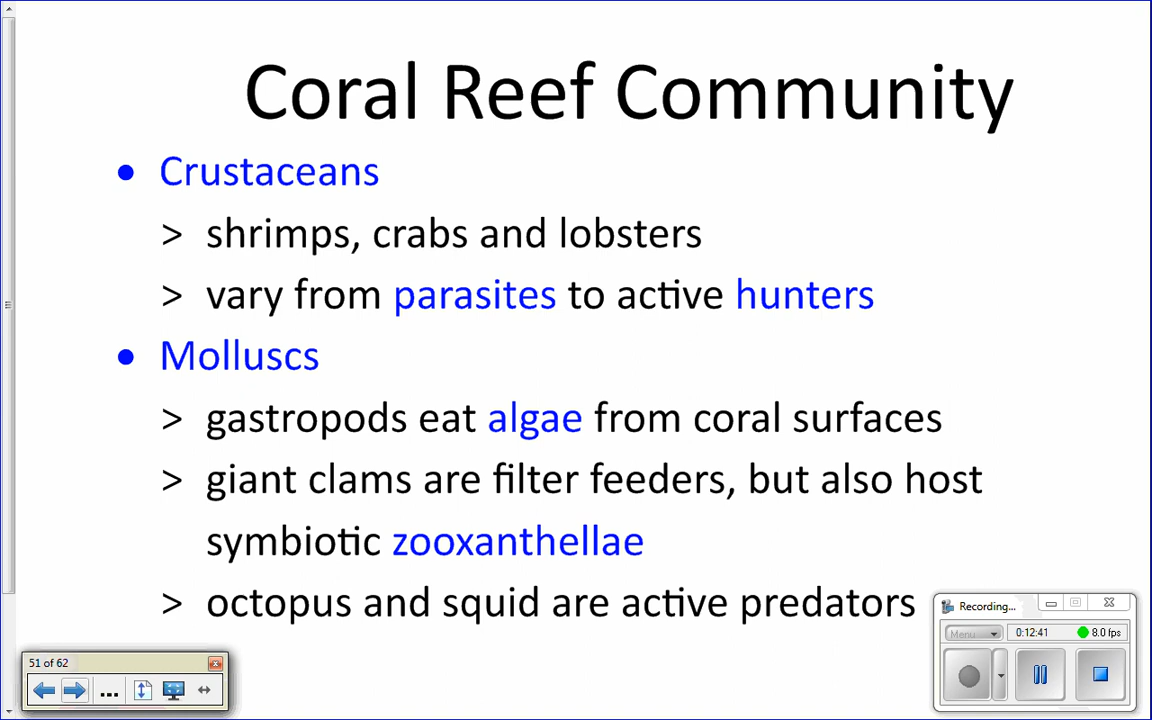 Coral Reef Community
• Crustaceans
> shrimps, crabs and lobsters
> vary from parasites to active hunters
• Molluscs
> gastropods eat algae from coral surfaces
> giant clams are filter feeders, but also host
symbiotic zooxanthellae
> octopus and squid are active predators
Recording...
Menu
0:12:41
8.0 fps
51 of 62
...